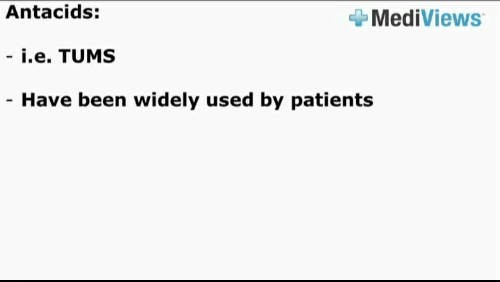 Antacids:
MediViews
- i.e. TUMS
- Have been widely used by patients